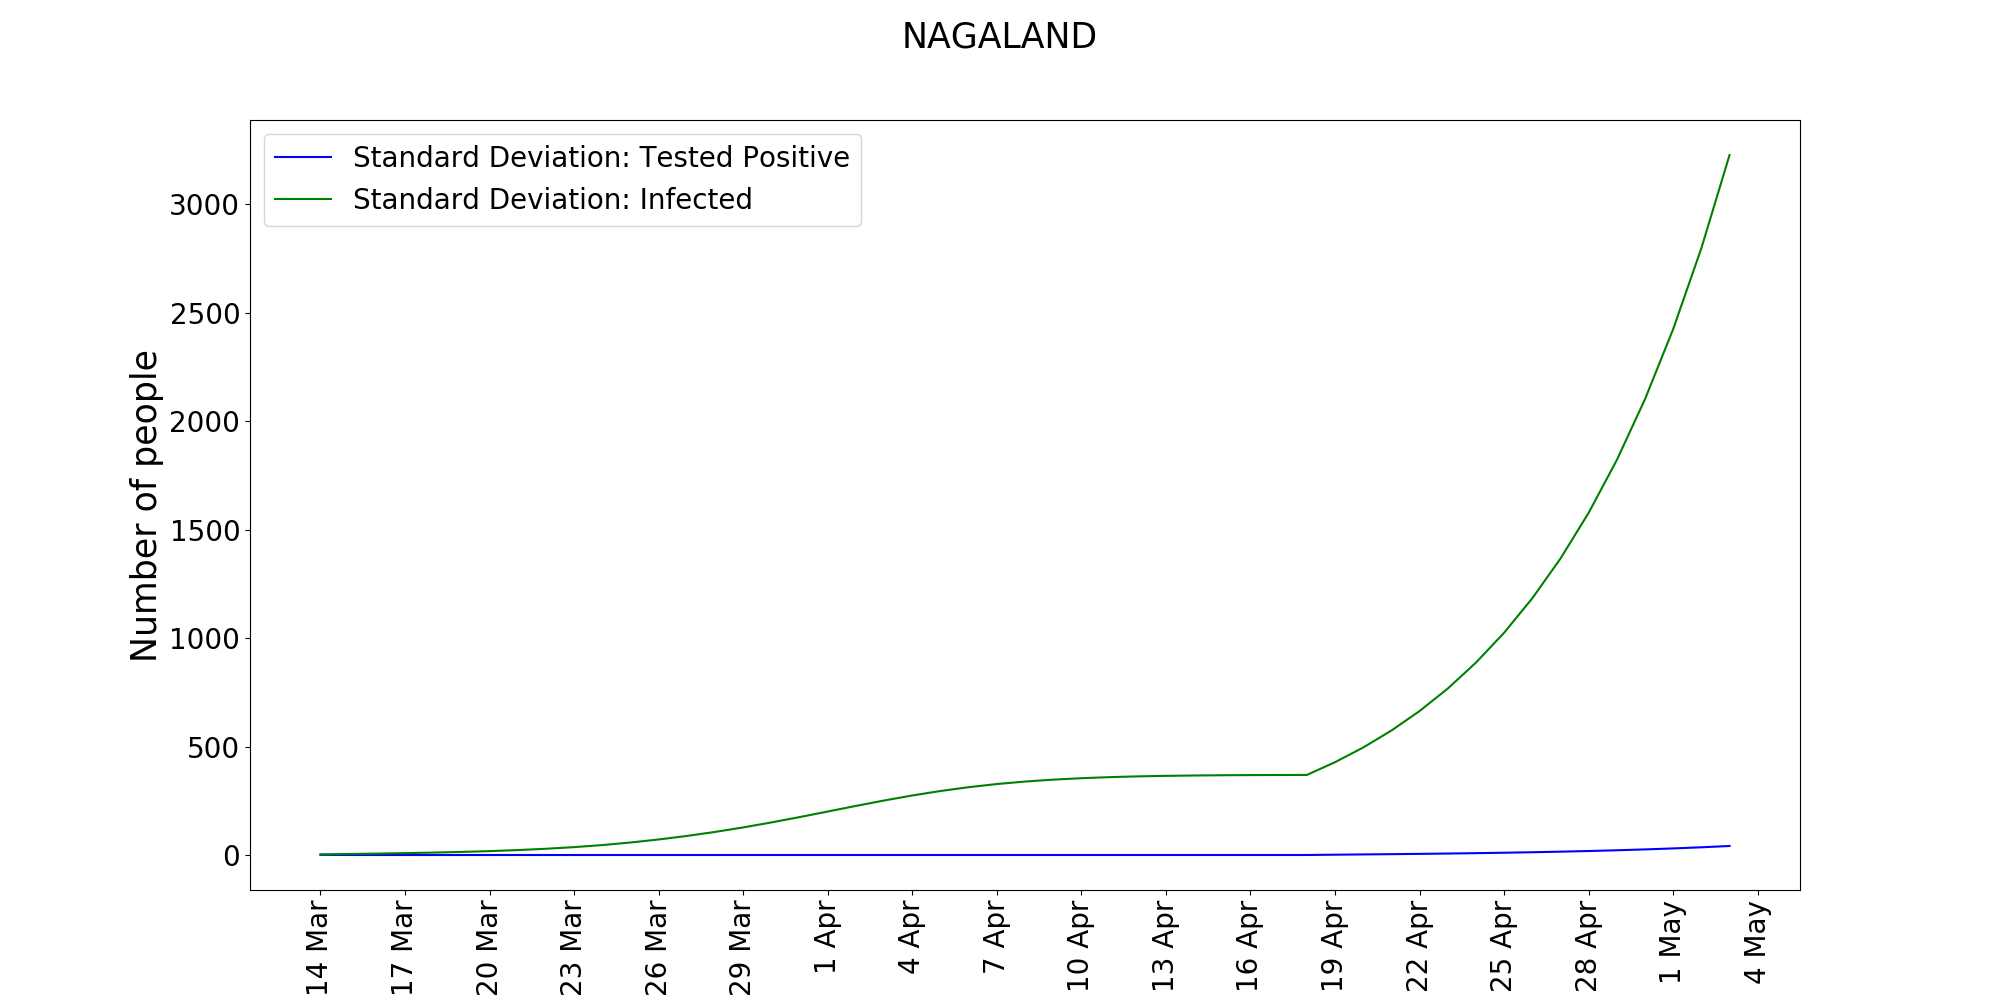 NAGALAND
Standard Deviation: Tested Positive
Standard Deviation: Infected
Number of people
3000
2500
2000
1500
1000
500
0
14 Mar
17 Mar
20 Mar
23 Mar
26 Mar
29 Mar
1 Apr
4 Apr
7 Apr
10 Apr
13 Apr
16 Apr
19 Apr
22 Apr
25 Apr
28 Apr
1 May
4 May